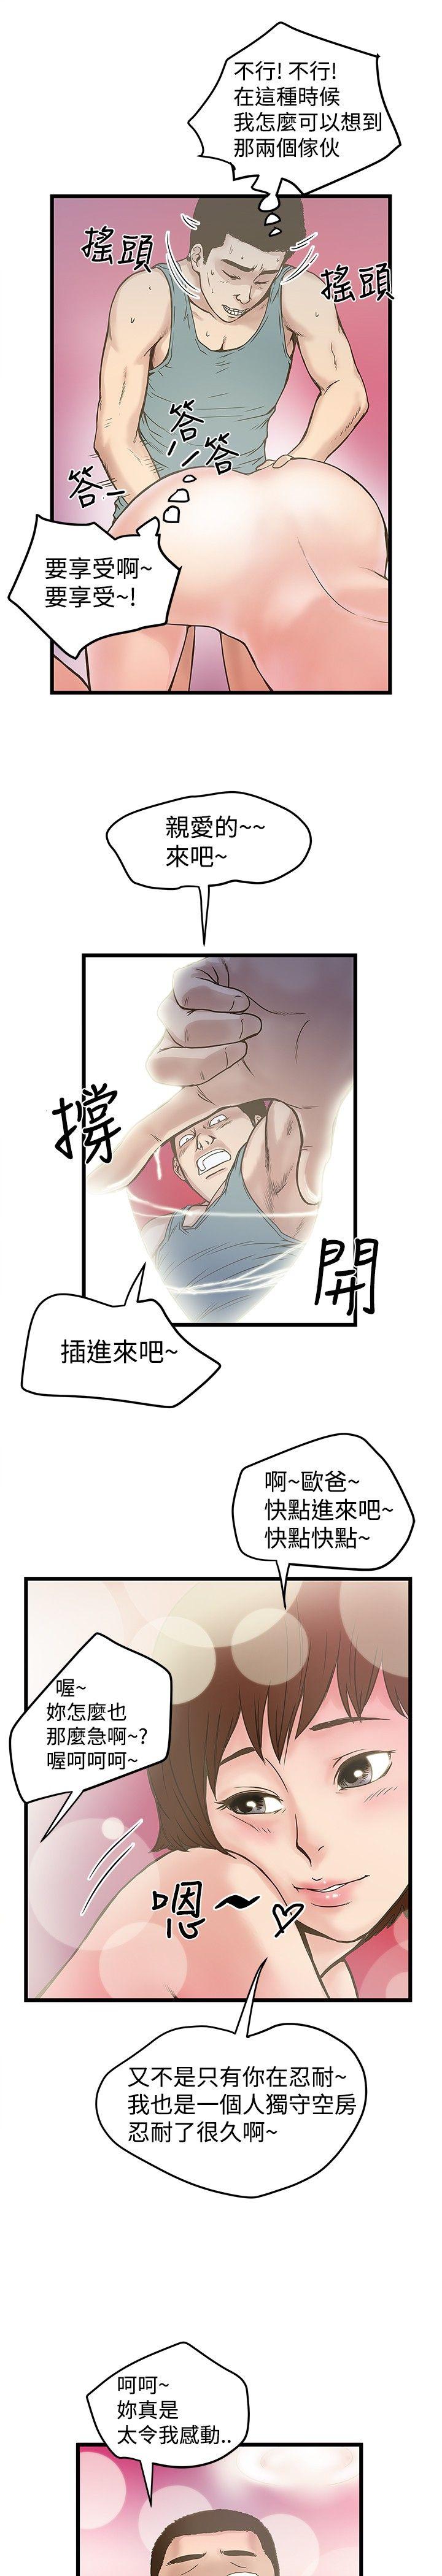 不行! 不行!
在這種時候
我怎麼可以想到
那兩個傢伙
搖頭
搖頭
答一
答一
答
要享受啊~
要享受~!
親愛的~~
來吧~
撐
開
插進來吧~
啊~歐爸~
快點進來吧~
快點快點~
喔~
妳怎麼也
那麼急啊~?
喔呵呵呵~
嗯~♡
又不是只有你在忍耐~
我也是一個人獨守空房
忍耐了很久啊~
呵呵~
妳真是
太令我感動..